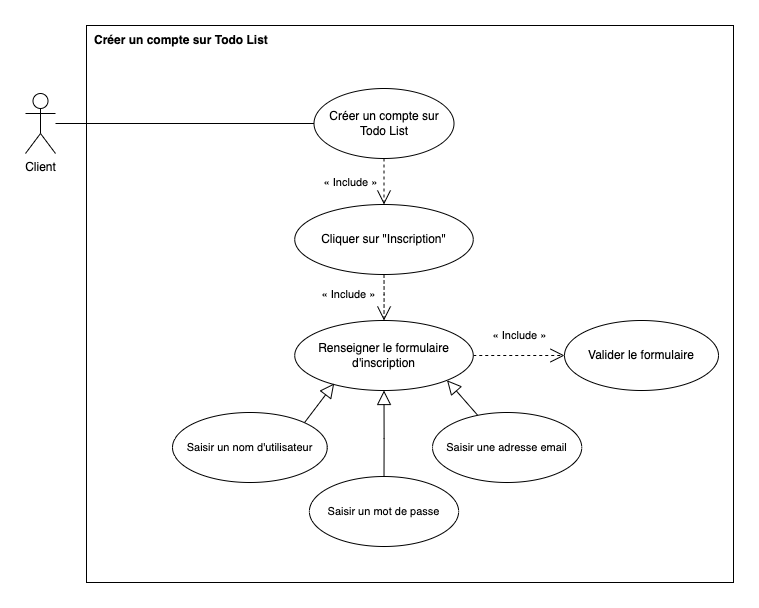 Créer un compte sur Todo List
Client
Créer un compte sur
Todo List
« Include »
Cliquer sur "Inscription"
« Include »
Renseigner le formulaire
d'inscription
« Include »
Valider le formulaire
Saisir un nom d'utilisateur
Saisir une adresse email
Saisir un mot de passe